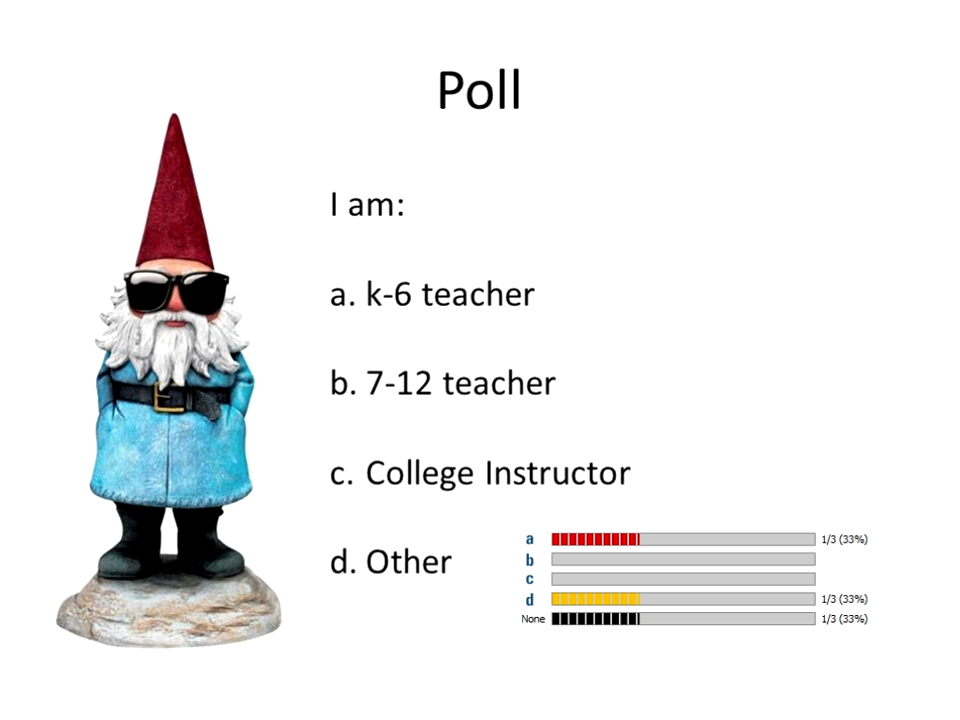 Poll
I am:
a. k-6 teacher
b. 7-12 teacher
c. College Instructor
d. Other
a 1/3 (33%)
b
c
d 1/3 (33%)
None 1/3 (33%)